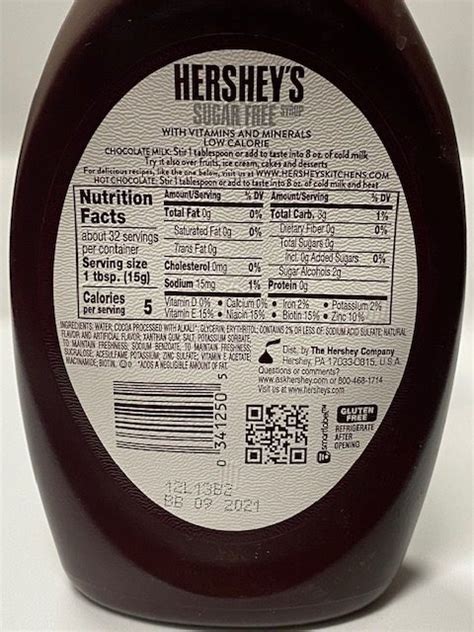 HERSHEY'S
SUGAR FREE SYRUP
WITH VITAMINS AND MINERALS
LOW CALORIE
CHOCOLATE MILK: Stir 1 tablespoon or add to taste into 8 oz. of cold milk
Try it also over fruits, ice cream, cakes and desserts
For delicious recipes, like the one below, visit us at WWW.HERSHEYSKITCHENS.COM
HOT CHOCOLATE: Stir 1 tablespoon or add to taste into 8 oz. of cold milk and heat
Nutrition
Facts
about 32 servings
per container
Serving size
1 tbsp. (15g)
Calories
per serving 5
Amount/Serving % DV
Total Fat 0g 0%
Saturated Fat 0g 0%
Trans Fat 0g
Cholesterol 0mg 0%
Sodium 15mg 1%
Amount/Serving % DV
Total Carb. 3g 1%
Dietary Fiber 0g 0%
Total Sugars 0g
Incl. 0g Added Sugars 0%
Sugar Alcohols 2g
Protein 0g
Vitamin D 0% • Calcium 0% • Iron 2% • Potassium 2%
Vitamin E 15% • Niacin 15% • Biotin 15% • Zinc 10%
INGREDIENTS: WATER; COCOA PROCESSED WITH ALKALI*; GLYCERIN; ERYTHRITOL; CONTAINS 2% OR LESS OF: SODIUM ACID SULFATE; NATURAL
FLAVOR AND ARTIFICIAL FLAVOR; XANTHAN GUM; SALT; POTASSIUM SORBATE,
TO MAINTAIN FRESHNESS; SODIUM BENZOATE, TO MAINTAIN FRESHNESS;
SUCRALOSE; ACESULFAME POTASSIUM; ZINC SULFATE; VITAMIN E ACETATE;
NIACINAMIDE; BIOTIN. *ADDS A NEGLIGIBLE AMOUNT OF FAT.
Dist. by The Hershey Company
Hershey, PA 17033-0815, U.S.A.
Questions or comments?
www.askhershey.com or 800-468-1714
Visit us at www.hersheys.com
0 341250 5
smartlabel™
GLUTEN
FREE
REFRIGERATE
AFTER
OPENING
12L13B2
BB 09 2021